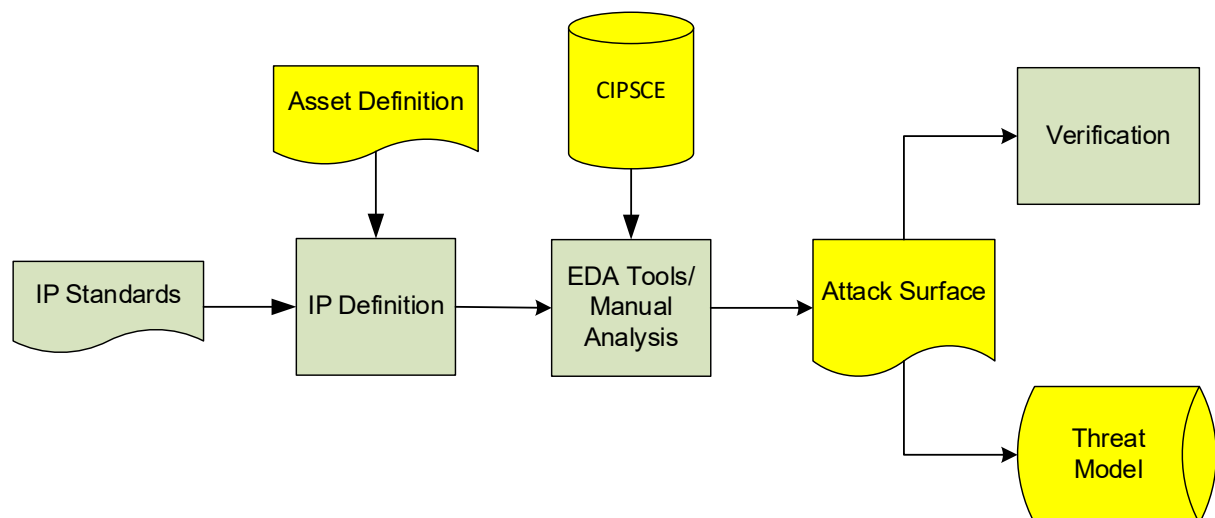 CIPSCE
Asset Definition
Verification
IP Standards
IP Definition
EDA Tools/
Manual
Analysis
Attack Surface
Threat
Model